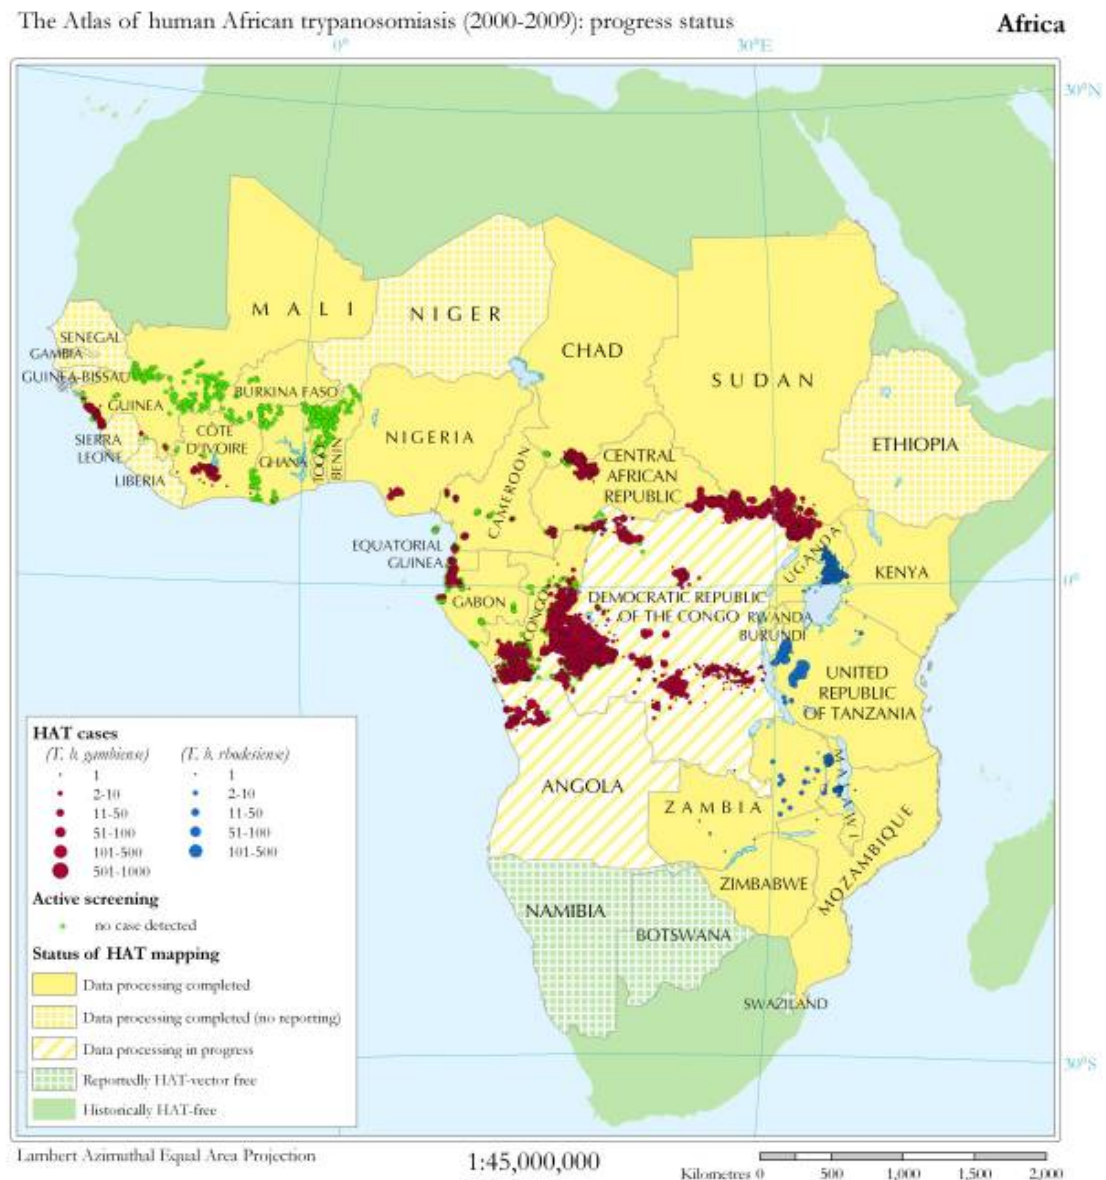 The Atlas of human African trypanosomiasis (2000-2009): progress status
Africa
0°
30°E
30°N
MALI
NIGER
CHAD
SUDAN
SENEGAL
GAMBIA
GUINEA-BISSAU
GUINEA
BURKINA FASO
SIERRA
LEONE
CÔTE
D'IVOIRE
LIBERIA
GHANA
TOGO
BENIN
NIGERIA
CAMEROON
CENTRAL
AFRICAN
REPUBLIC
ETHIOPIA
EQUATORIAL
GUINEA
GABON
CONGO
DEMOCRATIC REPUBLIC
OF THE CONGO
UGANDA
KENYA
0°
RWANDA
BURUNDI
UNITED
REPUBLIC
OF TANZANIA
ANGOLA
ZAMBIA
MALAWI
MOZAMBIQUE
ZIMBABWE
NAMIBIA
BOTSWANA
SWAZILAND
30°S
HAT cases
(T. b. gambiense) (T. b. rhodesiense)
1 1
2-10 2-10
11-50 11-50
51-100 51-100
101-500 101-500
501-1000
Active screening
no case detected
Status of HAT mapping
Data processing completed
Data processing completed (no reporting)
Data processing in progress
Reportedly HAT-vector free
Historically HAT-free
Lambert Azimuthal Equal Area Projection
1:45,000,000
Kilometres 0 500 1,000 1,500 2,000